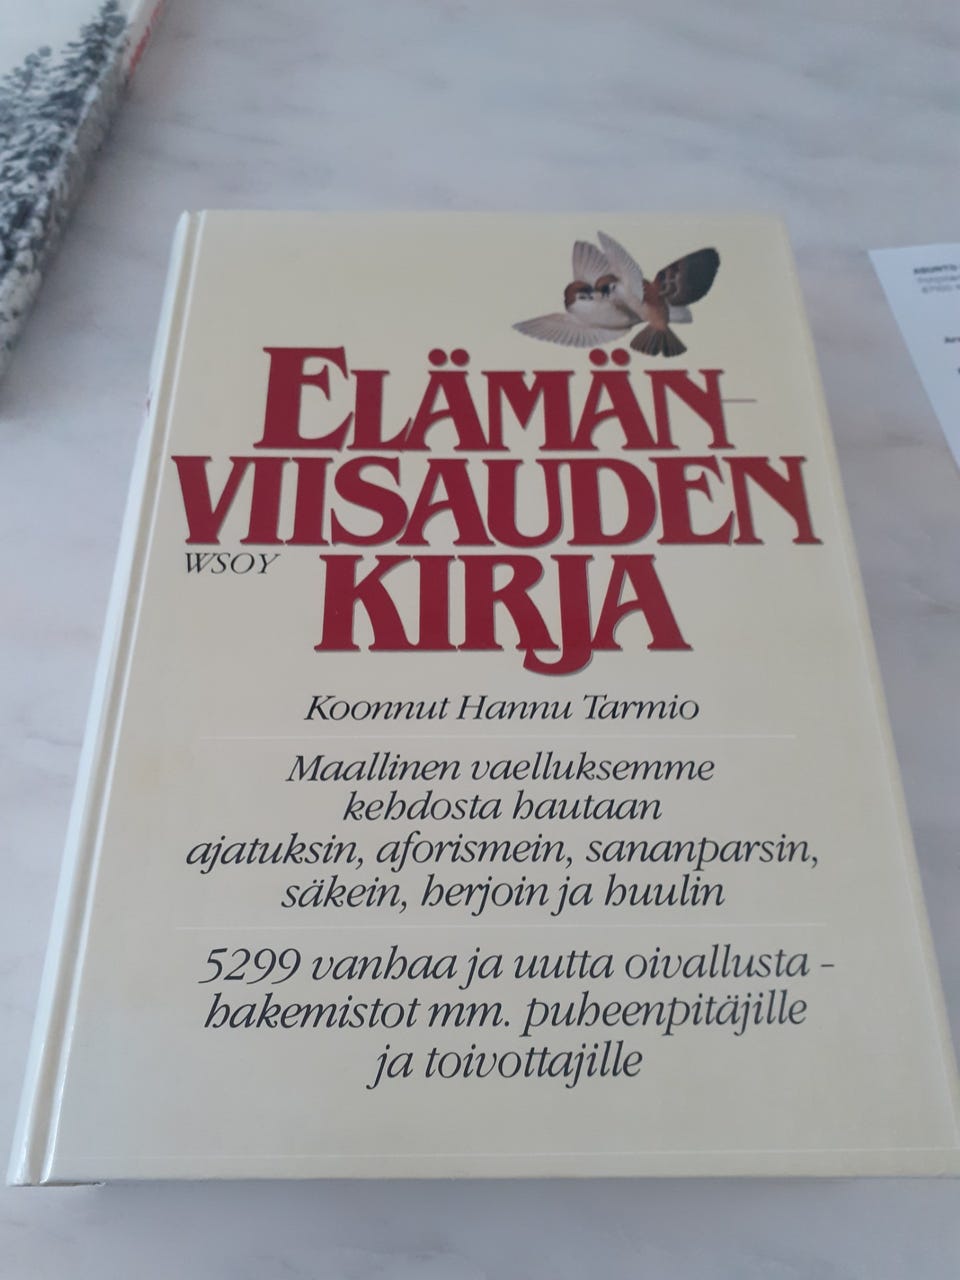 ELÄMÄN-
VIISAUDEN
WSOY
KIRJA
Koonnut Hannu Tarmio
Maallinen vaelluksemme
kehdosta hautaan
ajatuksin, aforismein, sananparsin,
säkein, herjoin ja huulin
5299 vanhaa ja uutta oivallusta -
hakemistot mm. puheenpitäjille
ja toivottajille
ASUNTO